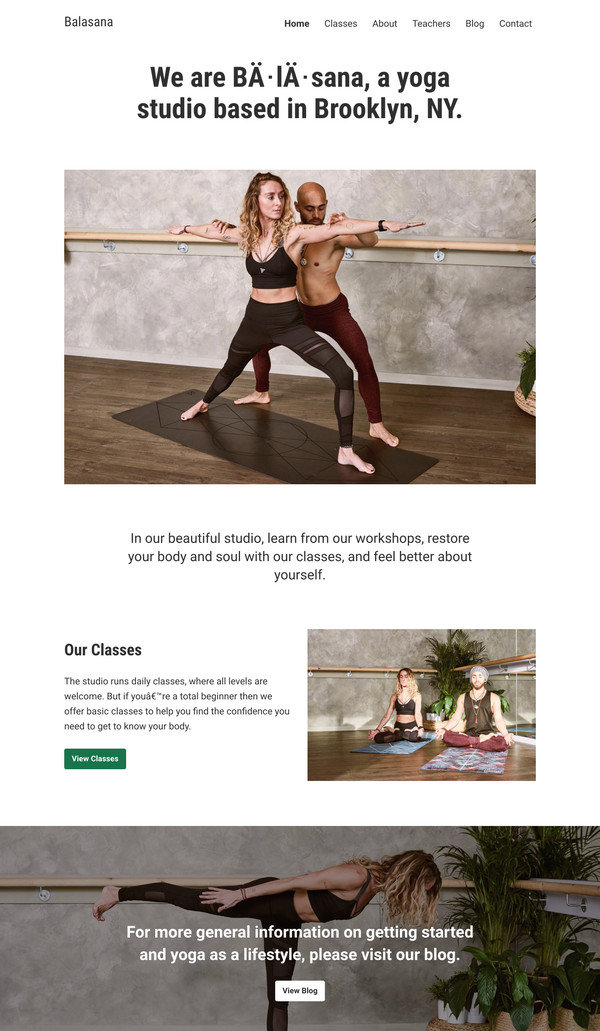 Balasana
Home Classes About Teachers Blog Contact
We are BÄ·lÄ·sana, a yoga
studio based in Brooklyn, NY.
In our beautiful studio, learn from our workshops, restore
your body and soul with our classes, and feel better about
yourself.
Our Classes
The studio runs daily classes, where all levels are
welcome. But if youâ€™re a total beginner then we
offer basic classes to help you find the confidence you
need to get to know your body.
View Classes
For more general information on getting started
and yoga as a lifestyle, please visit our blog.
View Blog